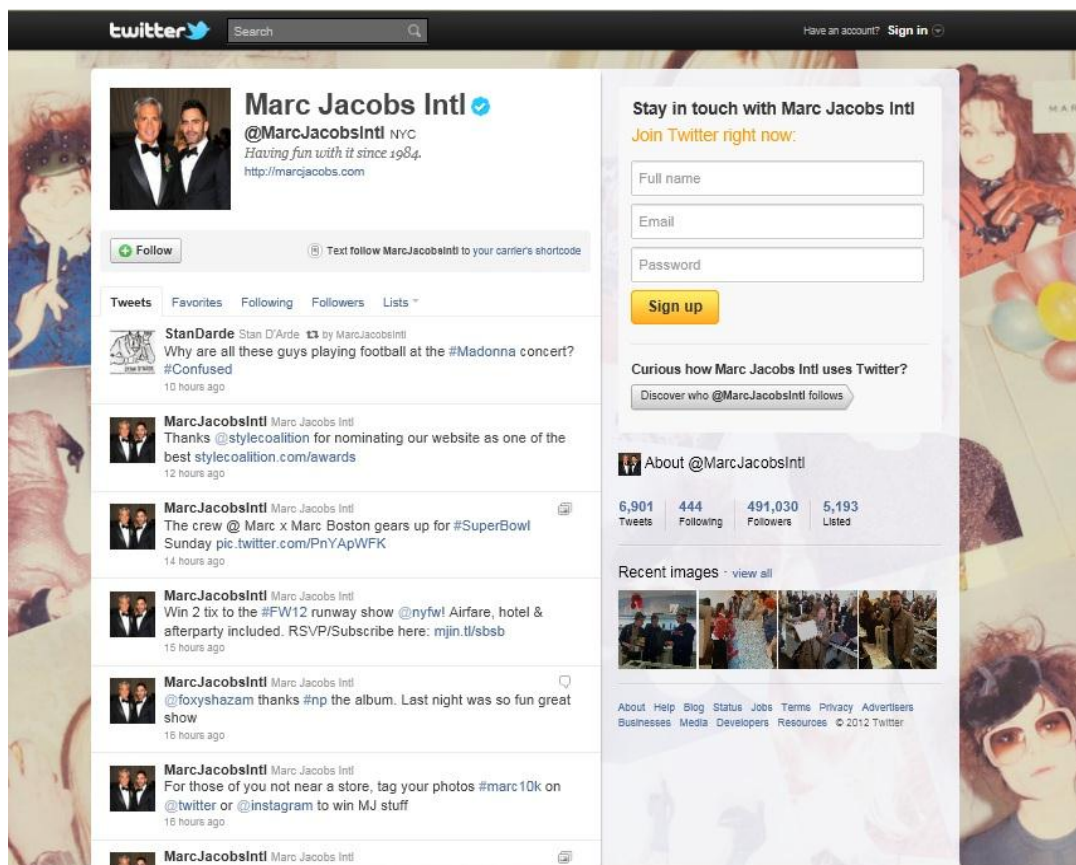 twitter
Search
Have an account? Sign in
Marc Jacobs Intl
@MarcJacobsIntl NYC
Having fun with it since 1984.
http://marcjacobs.com
Follow
Text follow MarcJacobsIntl to your carrier's shortcode
Tweets Favorites Following Followers Lists
StanDarde Stan D'Arde by MarcJacobsIntl
Why are all these guys playing football at the #Madonna concert?
#Confused
10 hours ago
MarcJacobsIntl Marc Jacobs Intl
Thanks @stylecoalition for nominating our website as one of the
best stylecoalition.com/awards
12 hours ago
MarcJacobsIntl Marc Jacobs Intl
The crew @ Marc x Marc Boston gears up for #SuperBowl
Sunday pic.twitter.com/PnYApWFK
14 hours ago
MarcJacobsIntl Marc Jacobs Intl
Win 2 tix to the #FW12 runway show @nyfw! Airfare, hotel &
afterparty included. RSVP/Subscribe here: mjin.tl/sbsb
15 hours ago
MarcJacobsIntl Marc Jacobs Intl
@foxyshazam thanks #np the album. Last night was so fun great
show
16 hours ago
MarcJacobsIntl Marc Jacobs Intl
For those of you not near a store, tag your photos #marc10k on
@twitter or @instagram to win MJ stuff
16 hours ago
MarcJacobsIntl Marc Jacobs Intl
Stay in touch with Marc Jacobs Intl
Join Twitter right now:
Full name
Email
Password
Sign up
Curious how Marc Jacobs Intl uses Twitter?
Discover who @MarcJacobsIntl follows
About @MarcJacobsIntl
6,901 444 491,030 5,193
Tweets Following Followers Listed
Recent images · view all
About Help Blog Status Jobs Terms Privacy Advertisers
Businesses Media Developers Resources © 2012 Twitter